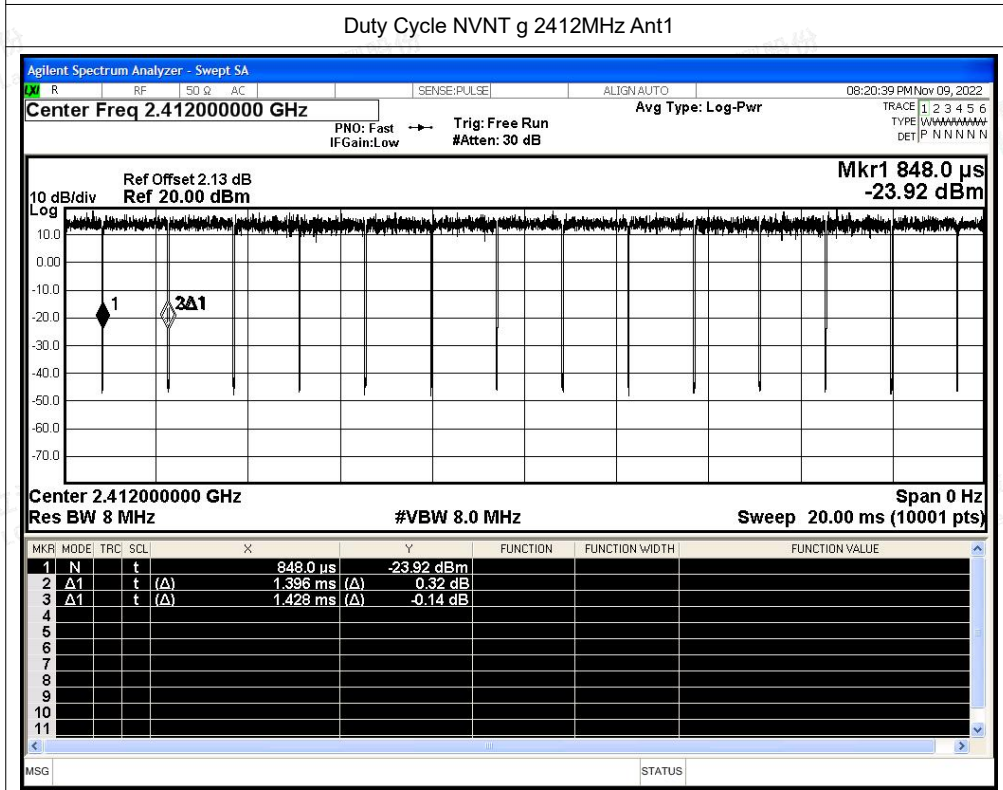 Duty Cycle NVNT g 2412MHz Ant1
Agilent Spectrum Analyzer - Swept SA
LXI R RF 50 Ω AC SENSE:PULSE ALIGN AUTO 08:20:39 PM Nov 09, 2022
Center Freq 2.412000000 GHz
PNO: Fast
IFGain:Low
Trig: Free Run
#Atten: 30 dB
Avg Type: Log-Pwr
TRACE 1 2 3 4 5 6
TYPE WWWWWW
DET P N N N N N
Mkr1 848.0 µs
-23.92 dBm
Ref Offset 2.13 dB
10 dB/div Ref 20.00 dBm
Log
10.0
0.00
-10.0
1
3Δ1
-20.0
-30.0
-40.0
-50.0
-60.0
-70.0
Center 2.412000000 GHz Span 0 Hz
Res BW 8 MHz #VBW 8.0 MHz Sweep 20.00 ms (10001 pts)
MKR MODE TRC SCL X Y FUNCTION FUNCTION WIDTH FUNCTION VALUE
1 N t 848.0 µs -23.92 dBm
2 Δ1 t (Δ) 1.396 ms (Δ) 0.32 dB
3 Δ1 t (Δ) 1.428 ms (Δ) -0.14 dB
4
5
6
7
8
9
10
11
MSG STATUS